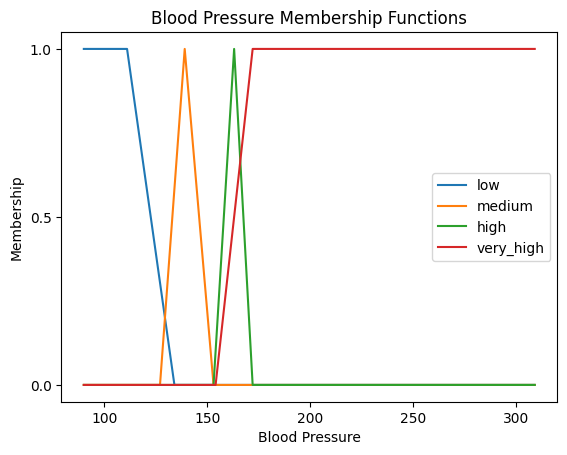 Blood Pressure Membership Functions
1.0
0.5
0.0
Membership
low
medium
high
very_high
100
150
200
250
300
Blood Pressure